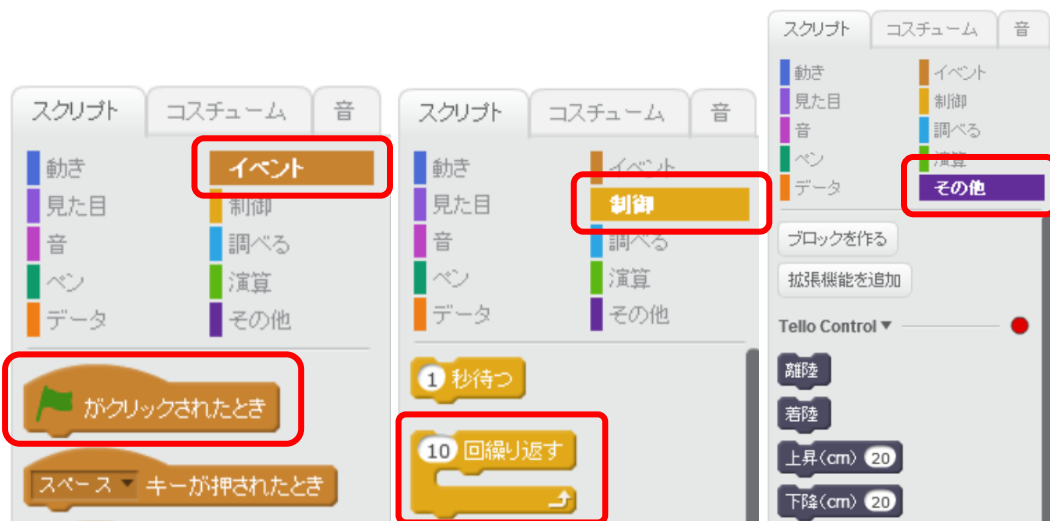 スクリプト コスチューム 音
動き イベント
見た目 制御
音 調べる
ペン 演算
データ その他
がクリックされたとき
スペース キーが押されたとき
スクリプト コスチューム 音
動き イベント
見た目 制御
音 調べる
ペン 演算
データ その他
1 秒待つ
10 回繰り返す
スクリプト コスチューム 音
動き イベント
見た目 制御
音 調べる
ペン 演算
データ その他
ブロックを作る
拡張機能を追加
Tello Control
離陸
着陸
上昇(cm) 20
下降(cm) 20